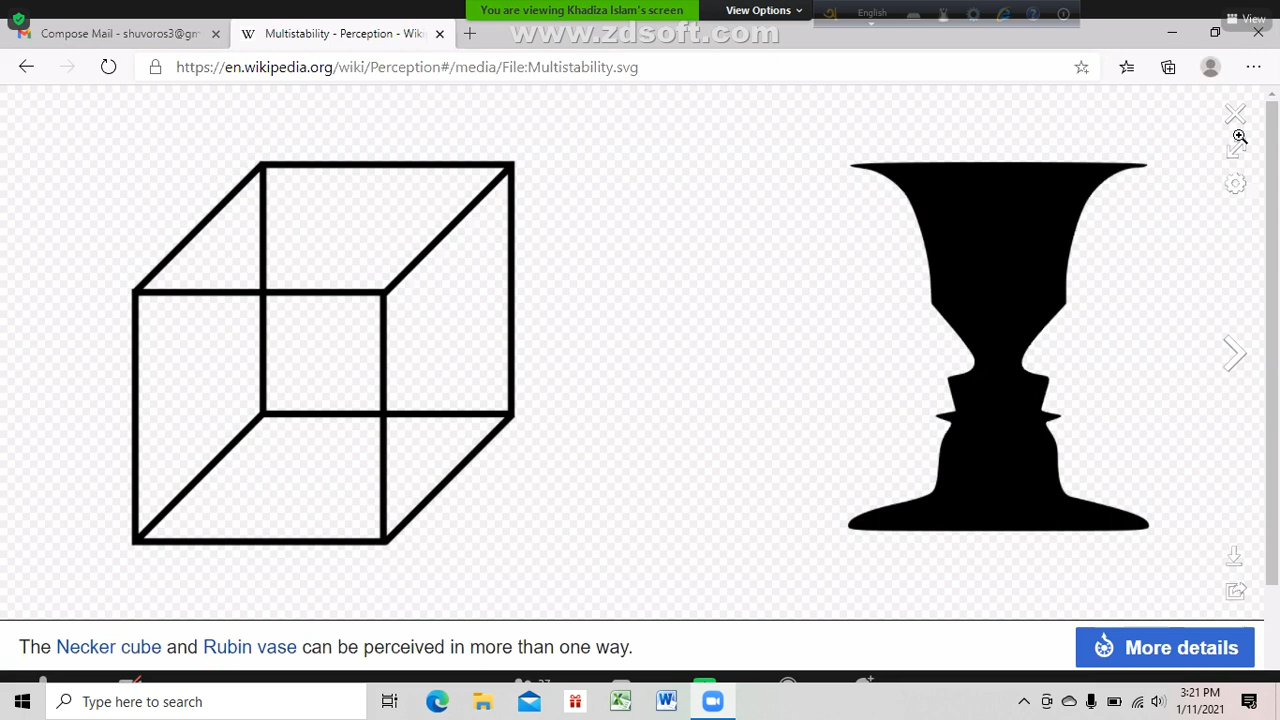 You are viewing Khadiza Islam's screen
View Options
English
View
Compose Mail - shuvoros3@gm
Multistability - Perception - Wiki
www.zdsoft.com
https://en.wikipedia.org/wiki/Perception#/media/File:Multistability.svg
The Necker cube and Rubin vase can be perceived in more than one way.
More details
Type here to search
3:21 PM
1/11/2021